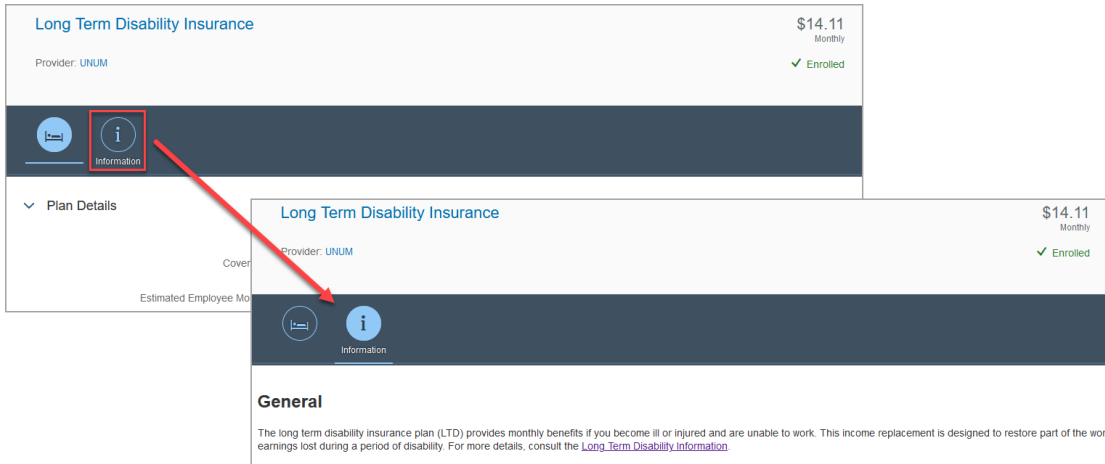 Long Term Disability Insurance
$14.11
Monthly
Provider: UNUM
Enrolled
Information
Plan Details
Cover
Estimated Employee Mo
Long Term Disability Insurance
$14.11
Monthly
Provider: UNUM
Enrolled
Information
General
The long term disability insurance plan (LTD) provides monthly benefits if you become ill or injured and are unable to work. This income replacement is designed to restore part of the wor
earnings lost during a period of disability. For more details, consult the Long Term Disability Information.